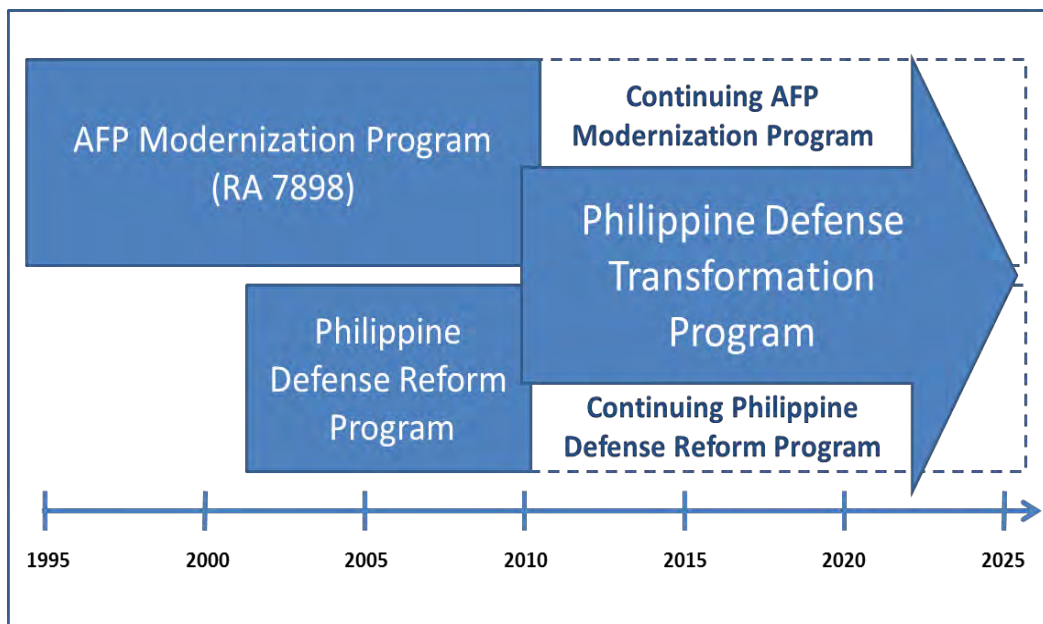 AFP Modernization Program
(RA 7898)
Continuing AFP
Modernization Program
Philippine Defense
Transformation
Program
Philippine
Defense Reform
Program
Continuing Philippine
Defense Reform Program
1995 2000 2005 2010 2015 2020 2025